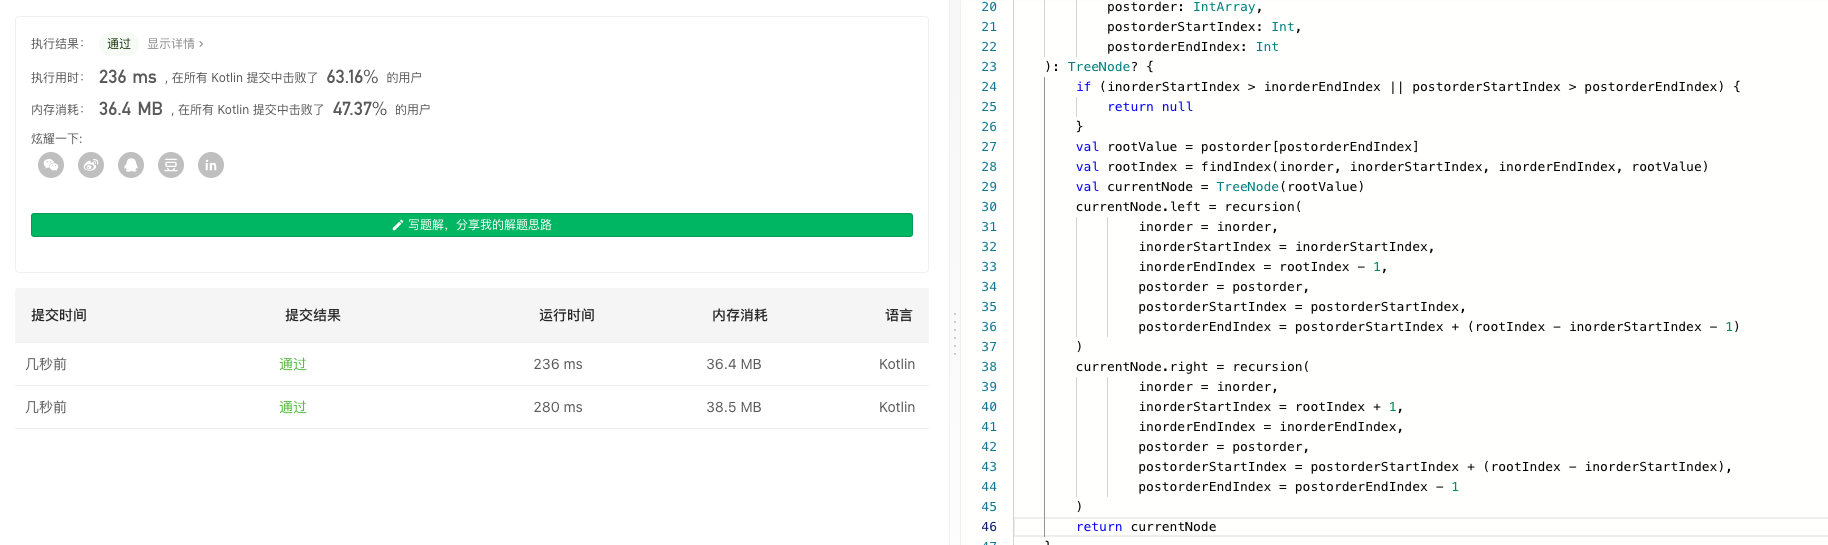 执行结果： 通过 显示详情 ›
执行用时： 236 ms , 在所有 Kotlin 提交中击败了 63.16% 的用户
内存消耗： 36.4 MB , 在所有 Kotlin 提交中击败了 47.37% 的用户
炫耀一下:
豆 in
写题解，分享我的解题思路
提交时间 提交结果 运行时间 内存消耗 语言
几秒前 通过 236 ms 36.4 MB Kotlin
几秒前 通过 280 ms 38.5 MB Kotlin
20 postorder: IntArray,
21 postorderStartIndex: Int,
22 postorderEndIndex: Int
23 ): TreeNode? {
24 if (inorderStartIndex > inorderEndIndex || postorderStartIndex > postorderEndIndex) {
25 return null
26 }
27 val rootValue = postorder[postorderEndIndex]
28 val rootIndex = findIndex(inorder, inorderStartIndex, inorderEndIndex, rootValue)
29 val currentNode = TreeNode(rootValue)
30 currentNode.left = recursion(
31 inorder = inorder,
32 inorderStartIndex = inorderStartIndex,
33 inorderEndIndex = rootIndex - 1,
34 postorder = postorder,
35 postorderStartIndex = postorderStartIndex,
36 postorderEndIndex = postorderStartIndex + (rootIndex - inorderStartIndex - 1)
37 )
38 currentNode.right = recursion(
39 inorder = inorder,
40 inorderStartIndex = rootIndex + 1,
41 inorderEndIndex = inorderEndIndex,
42 postorder = postorder,
43 postorderStartIndex = postorderStartIndex + (rootIndex - inorderStartIndex),
44 postorderEndIndex = postorderEndIndex - 1
45 )
46 return currentNode